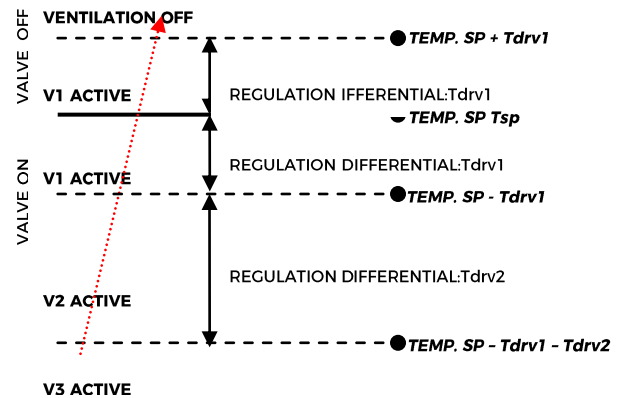 VENTILATION OFF
VALVE OFF
TEMP. SP + Tdrv1
V1 ACTIVE
REGULATION IFFERENTIAL:Tdrv1
TEMP. SP Tsp
REGULATION DIFFERENTIAL:Tdrv1
V1 ACTIVE
VALVE ON
TEMP. SP - Tdrv1
REGULATION DIFFERENTIAL:Tdrv2
V2 ACTIVE
TEMP. SP – Tdrv1 – Tdrv2
V3 ACTIVE